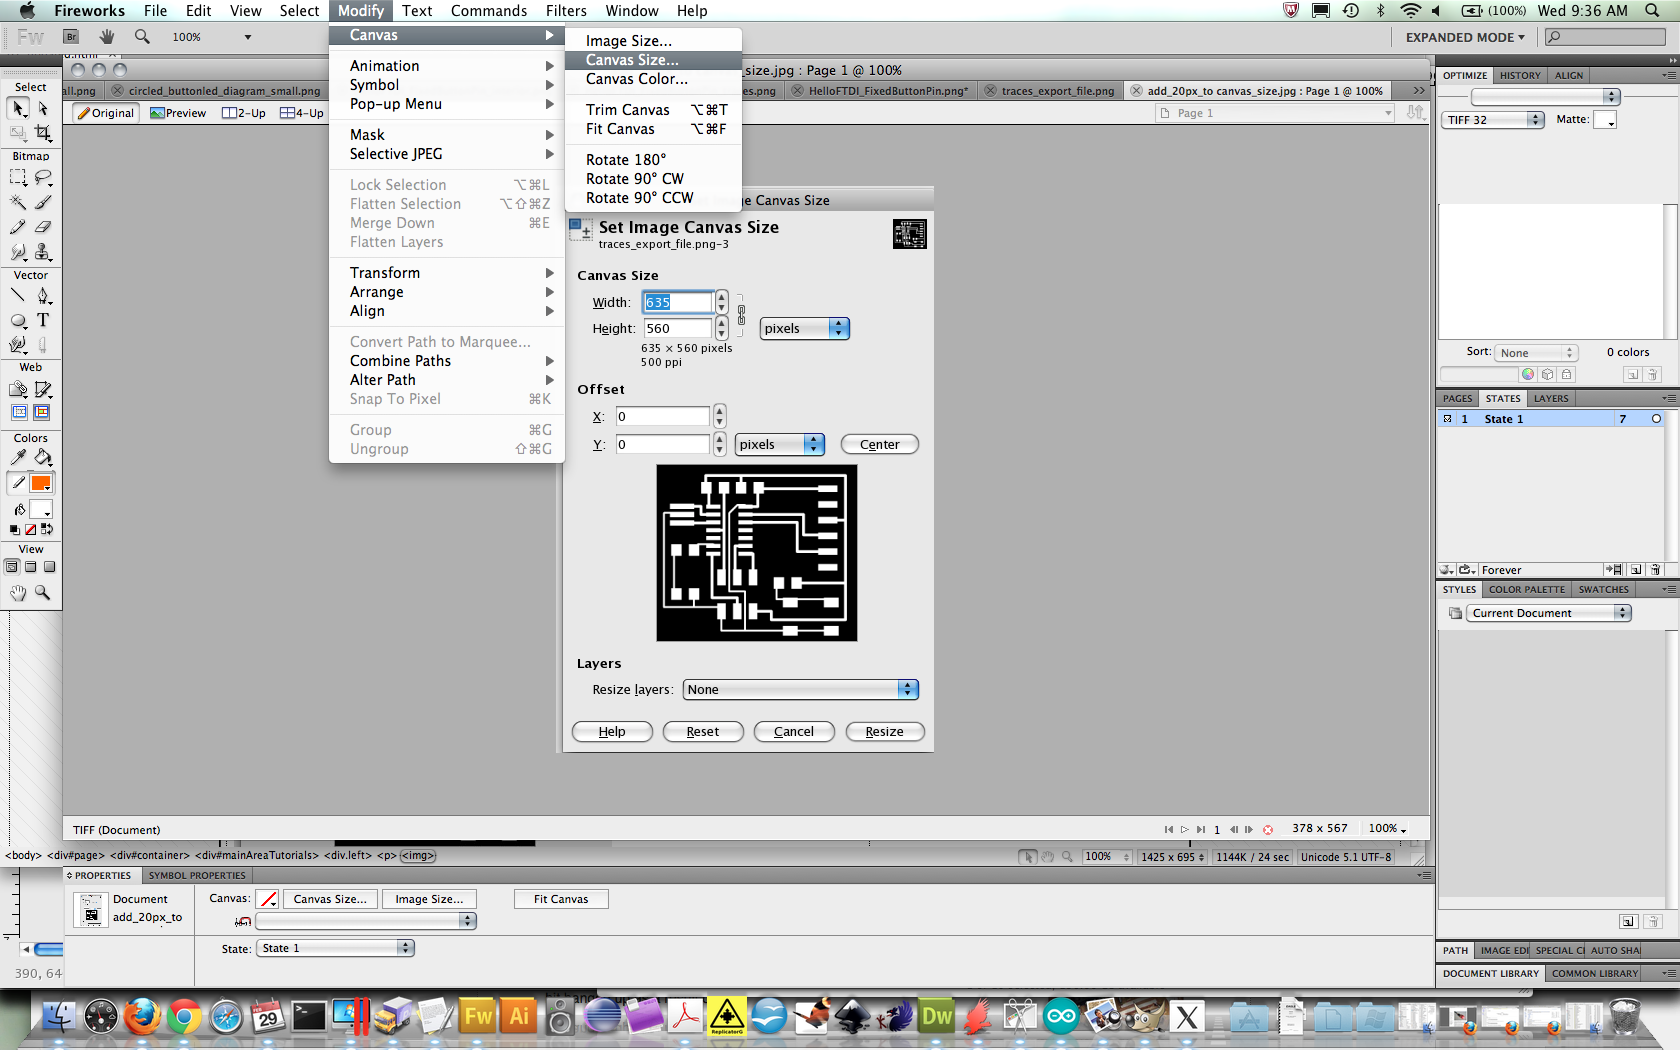 Fireworks File Edit View Select Modify Text Commands Filters Window Help (100%) Wed 9:36 AM
Fw Br 100% EXPANDED MODE
Canvas
Animation
Symbol
Pop-up Menu
Mask
Selective JPEG
Lock Selection ⌥⌘L
Flatten Selection ⌥⇧⌘Z
Merge Down ⌘E
Flatten Layers
Transform
Arrange
Align
Convert Path to Marquee...
Combine Paths
Alter Path
Snap To Pixel ⌘K
Group ⌘G
Ungroup ⇧⌘G
Image Size...
Canvas Size...
Canvas Color...
Trim Canvas ⌥⌘T
Fit Canvas ⌥⌘F
Rotate 180°
Rotate 90° CW
Rotate 90° CCW
_size.jpg : Page 1 @ 100%
all.png circled_buttonled_diagram_small.png es.png HelloFTDI_FixedButtonPin.png* traces_export_file.png add_20px_to canvas_size.jpg : Page 1 @ 100%
Original Preview 2-Up 4-Up Page 1
Select
Bitmap
Vector
T
Web
Colors
View
e Canvas Size
Set Image Canvas Size
traces_export_file.png-3
Canvas Size
Width: 635
Height: 560 pixels
635 × 560 pixels
500 ppi
Offset
X: 0
Y: 0 pixels Center
Layers
Resize layers: None
Help Reset Cancel Resize
OPTIMIZE HISTORY ALIGN
TIFF 32 Matte:
Sort: None 0 colors
PAGES STATES LAYERS
1 State 1 7
Forever
STYLES COLOR PALETTE SWATCHES
Current Document
PATH IMAGE EDI SPECIAL CI AUTO SHA
DOCUMENT LIBRARY COMMON LIBRARY
TIFF (Document) 1 378 x 567 100%
<body> <div#page> <div#container> <div#mainAreaTutorials> <div.left> <p> <img> 100% 1425 x 695 1144K / 24 sec Unicode 5.1 UTF-8
PROPERTIES SYMBOL PROPERTIES
Document
add_20px_to
Canvas: Canvas Size... Image Size... Fit Canvas
State: State 1
390, 64
FEB 29 Fw Ai ReplicatorG Dw X